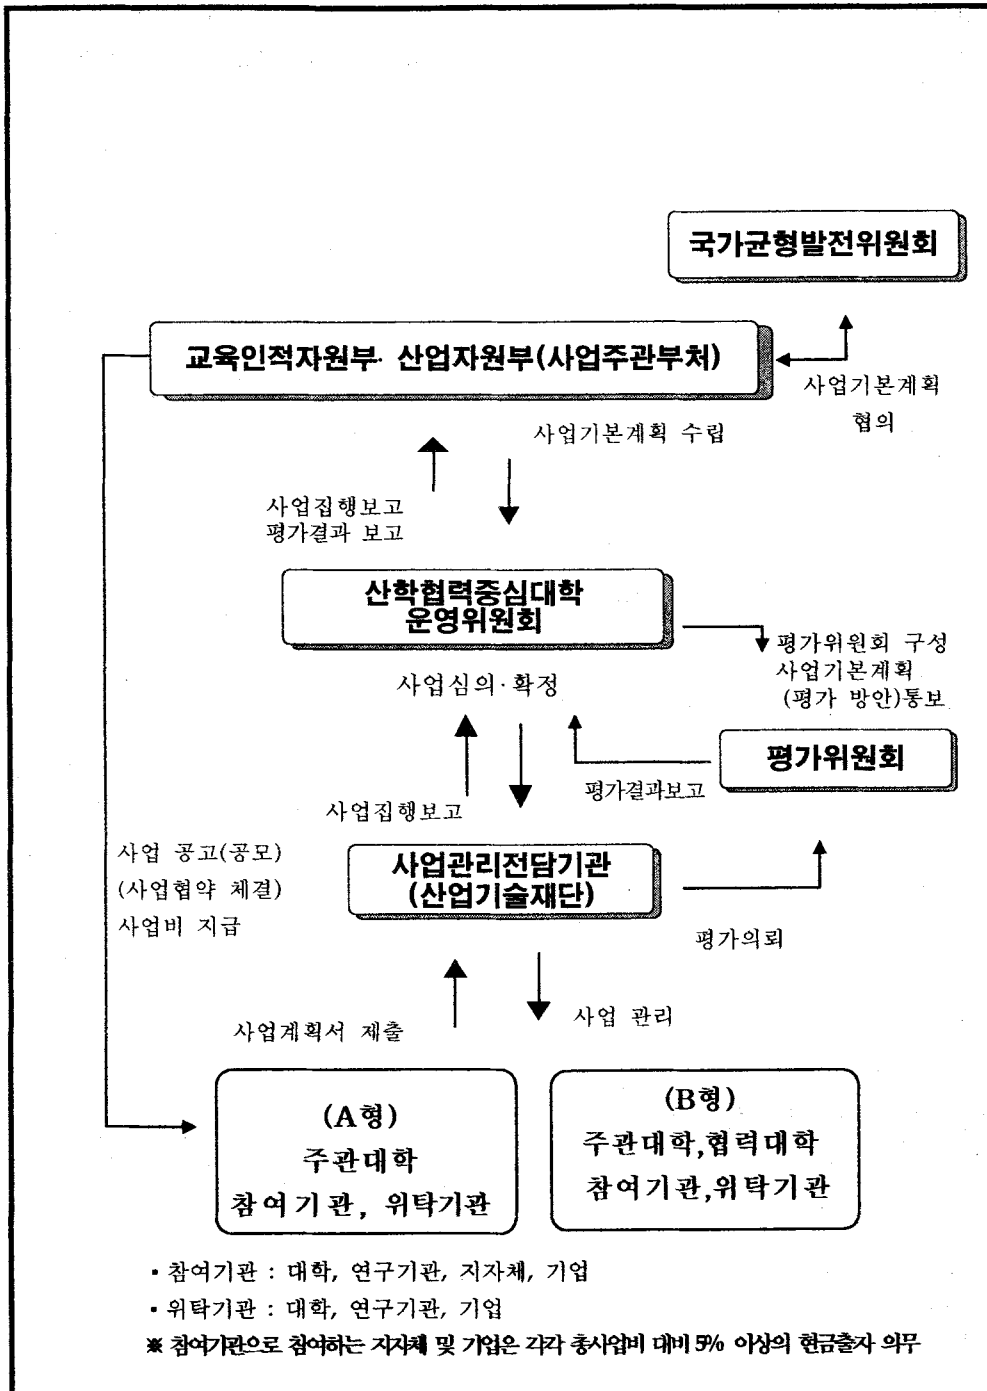 국가균형발전위원회
교육인적자원부· 산업자원부(사업주관부처)
사업기본계획
협의
사업기본계획 수립
사업집행보고
평가결과 보고
산학협력중심대학
운영위원회
평가위원회 구성
사업기본계획
(평가 방안)통보
사업심의·확정
평가위원회
평가결과보고
사업집행보고
사업 공고(공모)
(사업협약 체결)
사업비 지급
사업관리전담기관
(산업기술재단)
평가의뢰
사업 관리
사업계획서 제출
(A형)
주관대학
참여기관, 위탁기관
(B형)
주관대학,협력대학
참여기관,위탁기관
▪ 참여기관 : 대학, 연구기관, 지자체, 기업
▪ 위탁기관 : 대학, 연구기관, 기업
※ 참여기관으로 참여하는 지자체 및 기업은 각각 총사업비 대비 5% 이상의 현금출자 의무